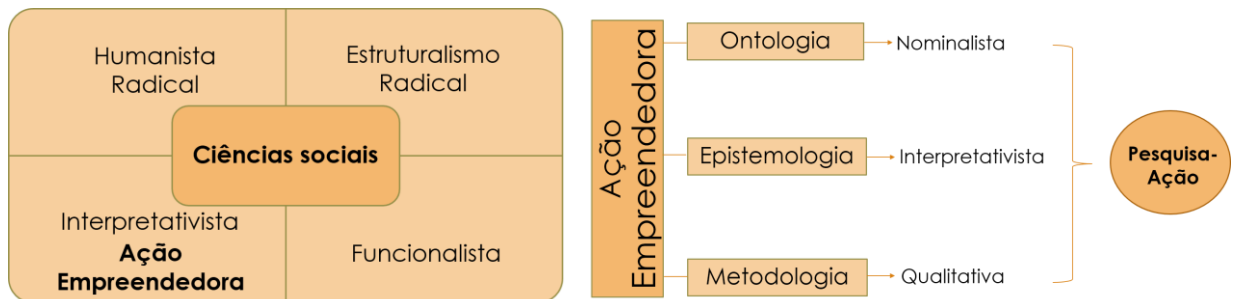 Humanista
Radical
Estruturalismo
Radical
Ciências sociais
Interpretativista
Ação
Empreendedora
Funcionalista
Ação
Empreendedora
Ontologia
Nominalista
Epistemologia
Interpretativista
Metodologia
Qualitativa
Pesquisa-
Ação